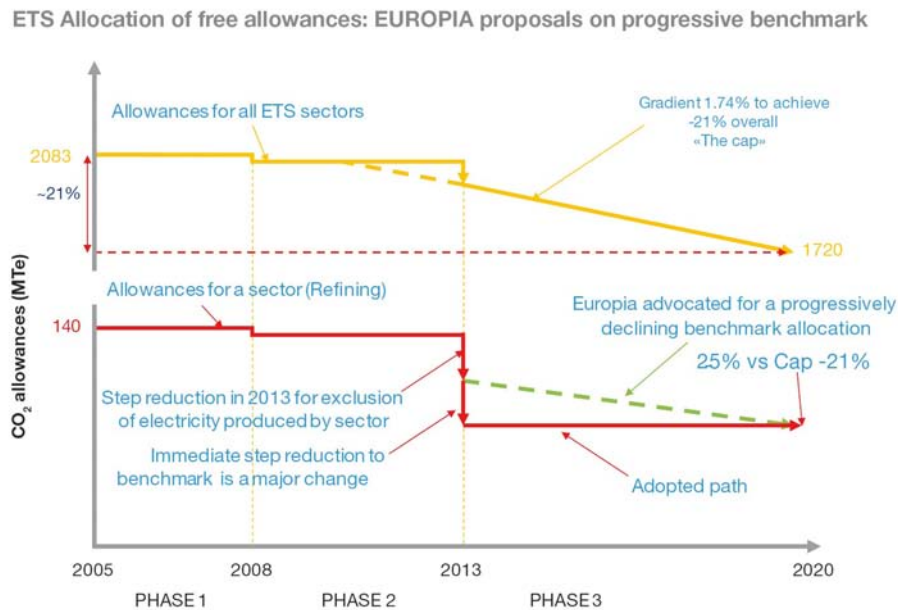 ETS Allocation of free allowances: EUROPIA proposals on progressive benchmark
Allowances for all ETS sectors
Gradient 1.74% to achieve
-21% overall
«The cap»
2083
~21%
1720
CO₂ allowances (MTe)
Allowances for a sector (Refining)
140
Europia advocated for a progressively
declining benchmark allocation
25% vs Cap -21%
Step reduction in 2013 for exclusion
of electricity produced by sector
Immediate step reduction to
benchmark is a major change
Adopted path
2005
2008
2013
2020
PHASE 1
PHASE 2
PHASE 3